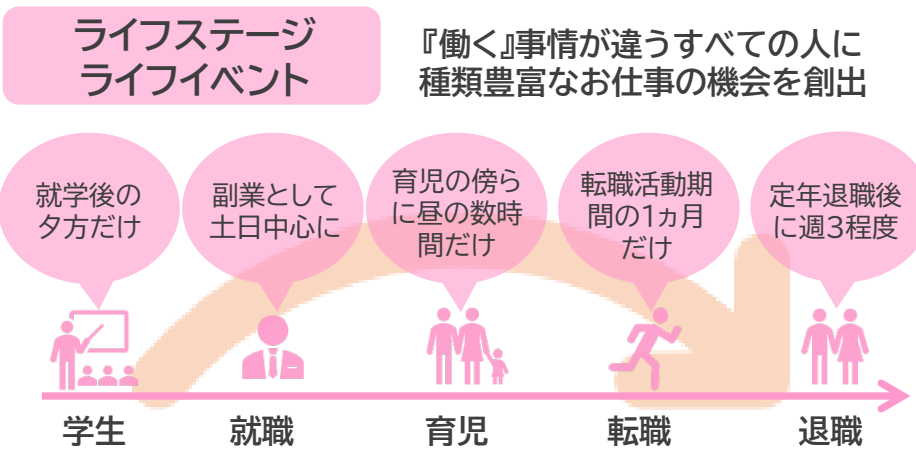 ライフステージ
ライフイベント
『働く』事情が違うすべての人に
種類豊富なお仕事の機会を創出
就学後の
夕方だけ
副業として
土日中心に
育児の傍ら
に昼の数時
間だけ
転職活動期
間の1ヵ月
だけ
定年退職後
に週3程度
学生
就職
育児
転職
退職